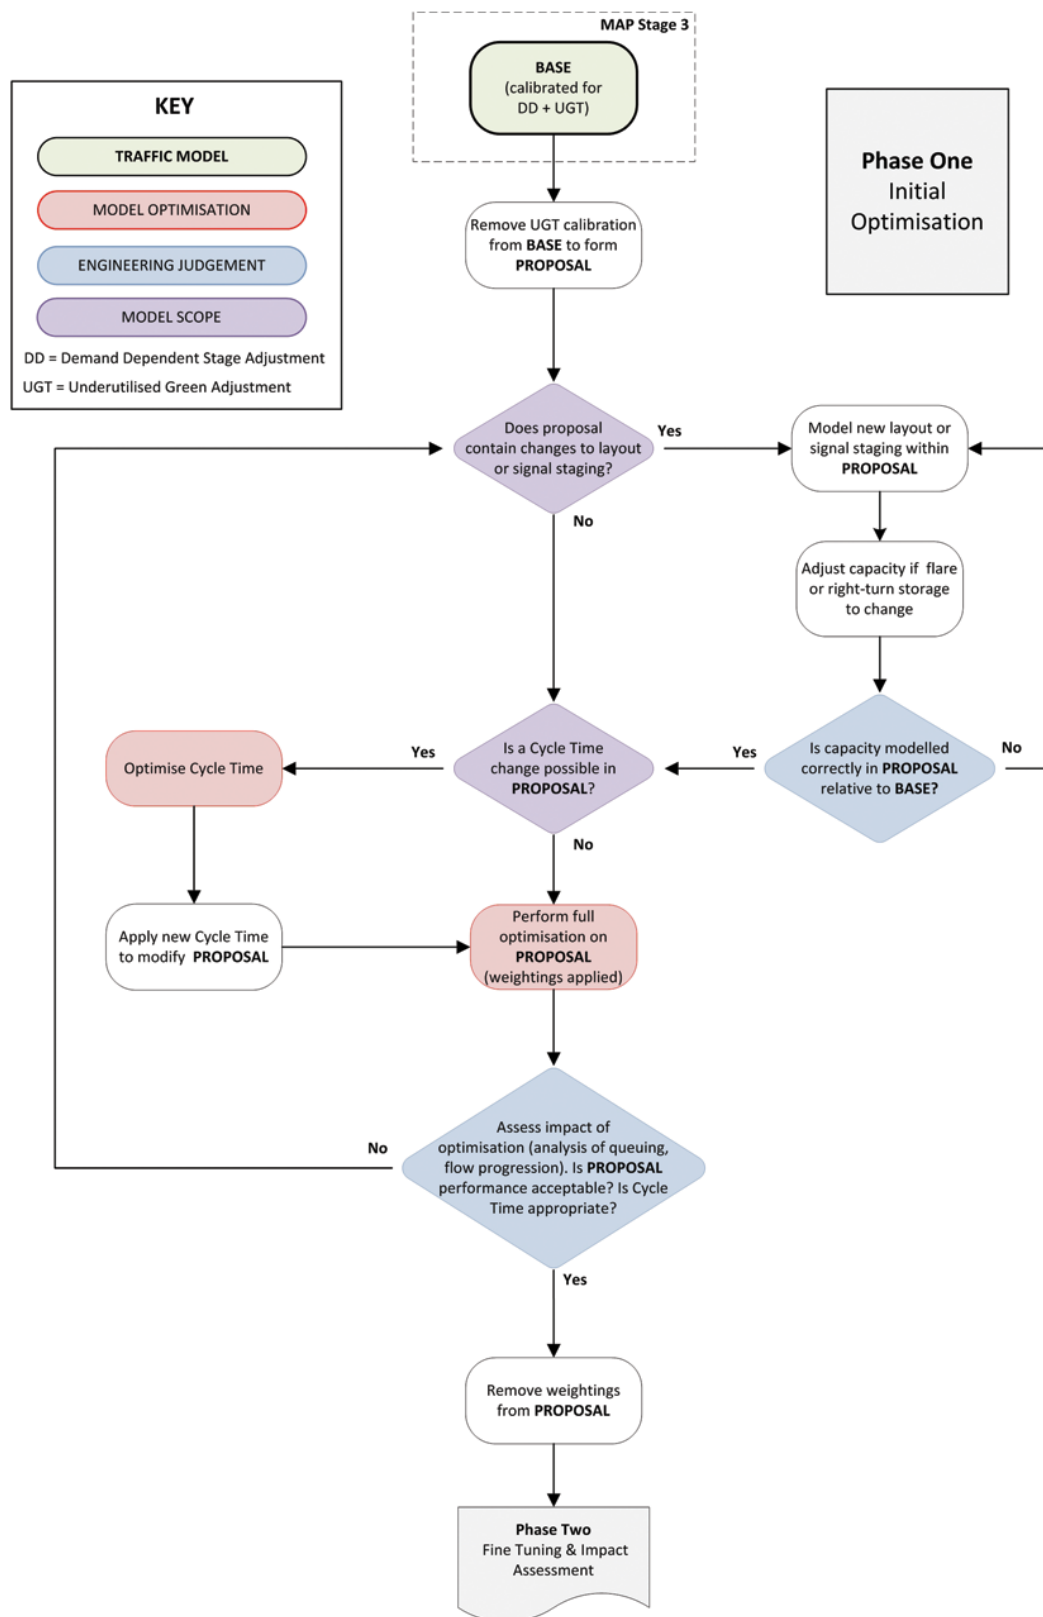 MAP Stage 3
BASE
(calibrated for
DD + UGT)
KEY
TRAFFIC MODEL
MODEL OPTIMISATION
ENGINEERING JUDGEMENT
MODEL SCOPE
DD = Demand Dependent Stage Adjustment
UGT = Underutilised Green Adjustment
Phase One
Initial
Optimisation
Remove UGT calibration
from BASE to form
PROPOSAL
Does proposal
contain changes to layout
or signal staging?
Yes
No
Model new layout or
signal staging within
PROPOSAL
Adjust capacity if flare
or right-turn storage
to change
Is capacity modelled
correctly in PROPOSAL
relative to BASE?
No
Yes
Is a Cycle Time
change possible in
PROPOSAL?
Yes
No
Optimise Cycle Time
Apply new Cycle Time
to modify PROPOSAL
Perform full
optimisation on
PROPOSAL
(weightings applied)
Assess impact of
optimisation (analysis of queuing,
flow progression). Is PROPOSAL
performance acceptable? Is Cycle
Time appropriate?
No
Yes
Remove weightings
from PROPOSAL
Phase Two
Fine Tuning & Impact
Assessment